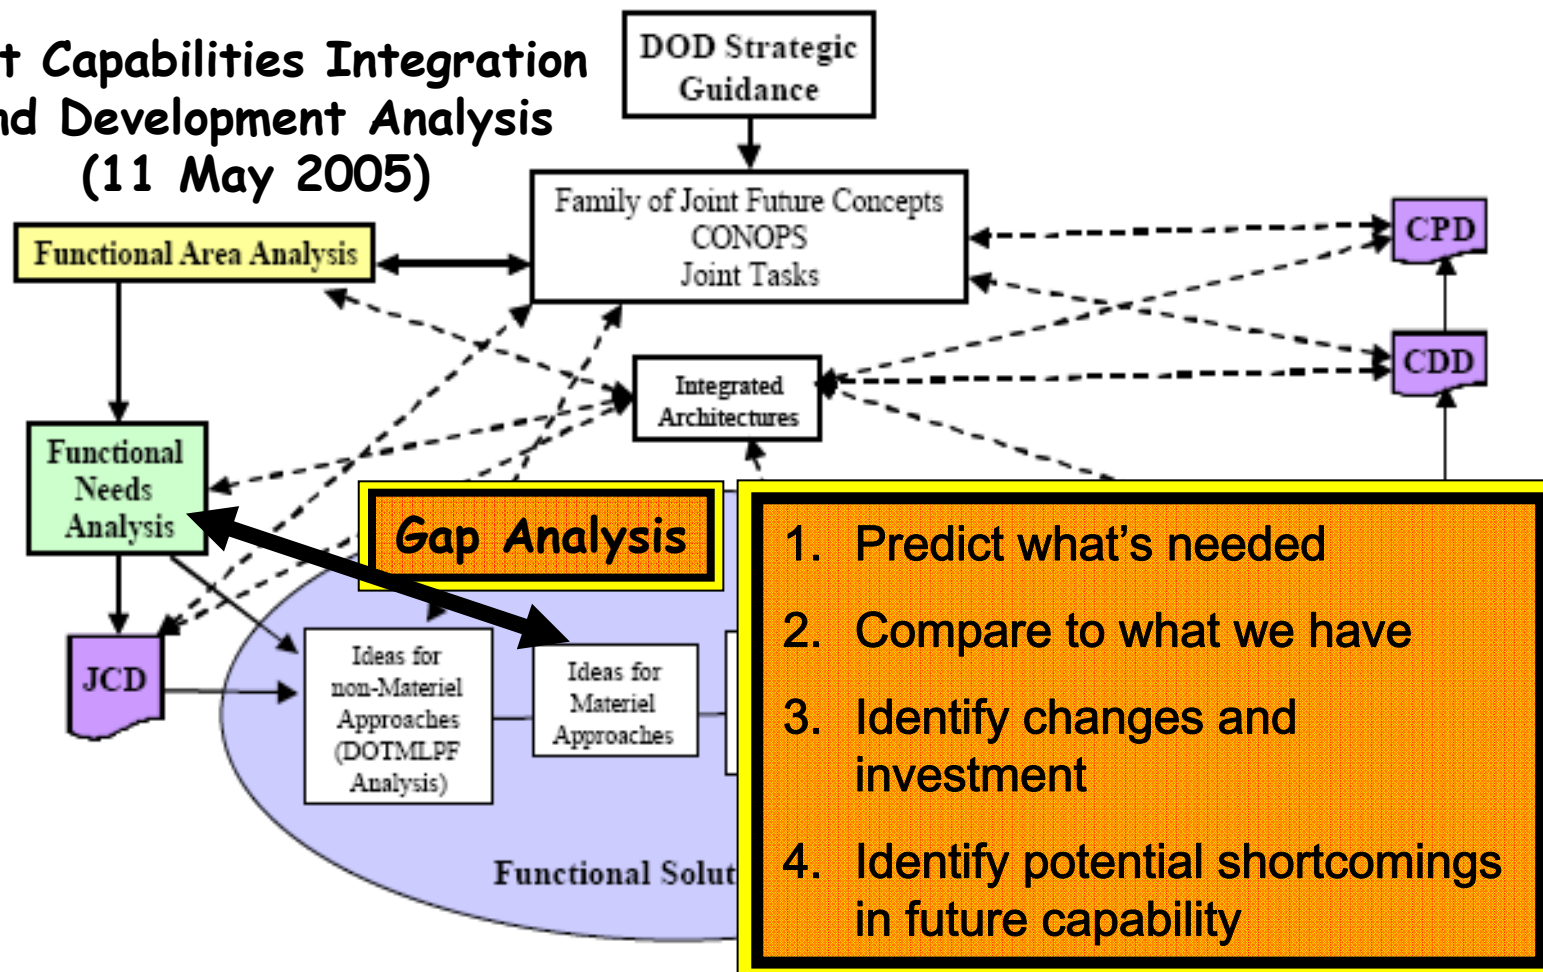 t Capabilities Integration
nd Development Analysis
(11 May 2005)
DOD Strategic
Guidance
Family of Joint Future Concepts
CONOPS
Joint Tasks
Functional Area Analysis
CPD
CDD
Integrated
Architectures
Functional
Needs
Analysis
Gap Analysis
JCD
Ideas for
non-Materiel
Approaches
(DOTMLPF
Analysis)
Ideas for
Materiel
Approaches
Functional Solut
1. Predict what's needed
2. Compare to what we have
3. Identify changes and
investment
4. Identify potential shortcomings
in future capability